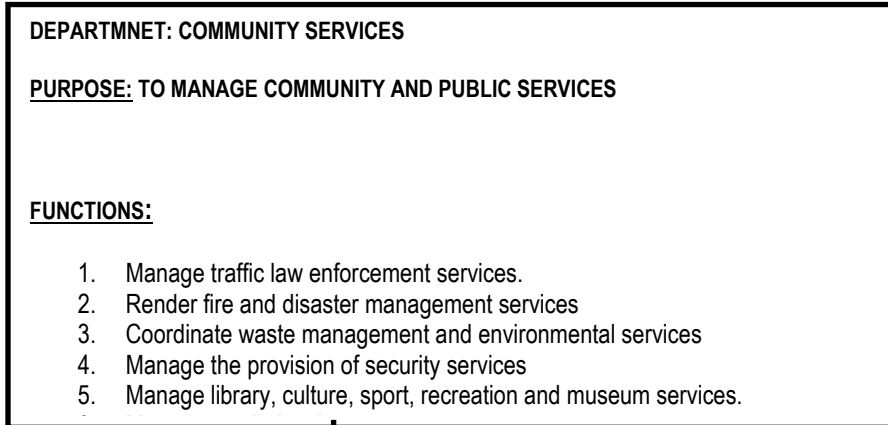 DEPARTMNET: COMMUNITY SERVICES
PURPOSE: TO MANAGE COMMUNITY AND PUBLIC SERVICES
FUNCTIONS:
1. Manage traffic law enforcement services.
2. Render fire and disaster management services
3. Coordinate waste management and environmental services
4. Manage the provision of security services
5. Manage library, culture, sport, recreation and museum services.